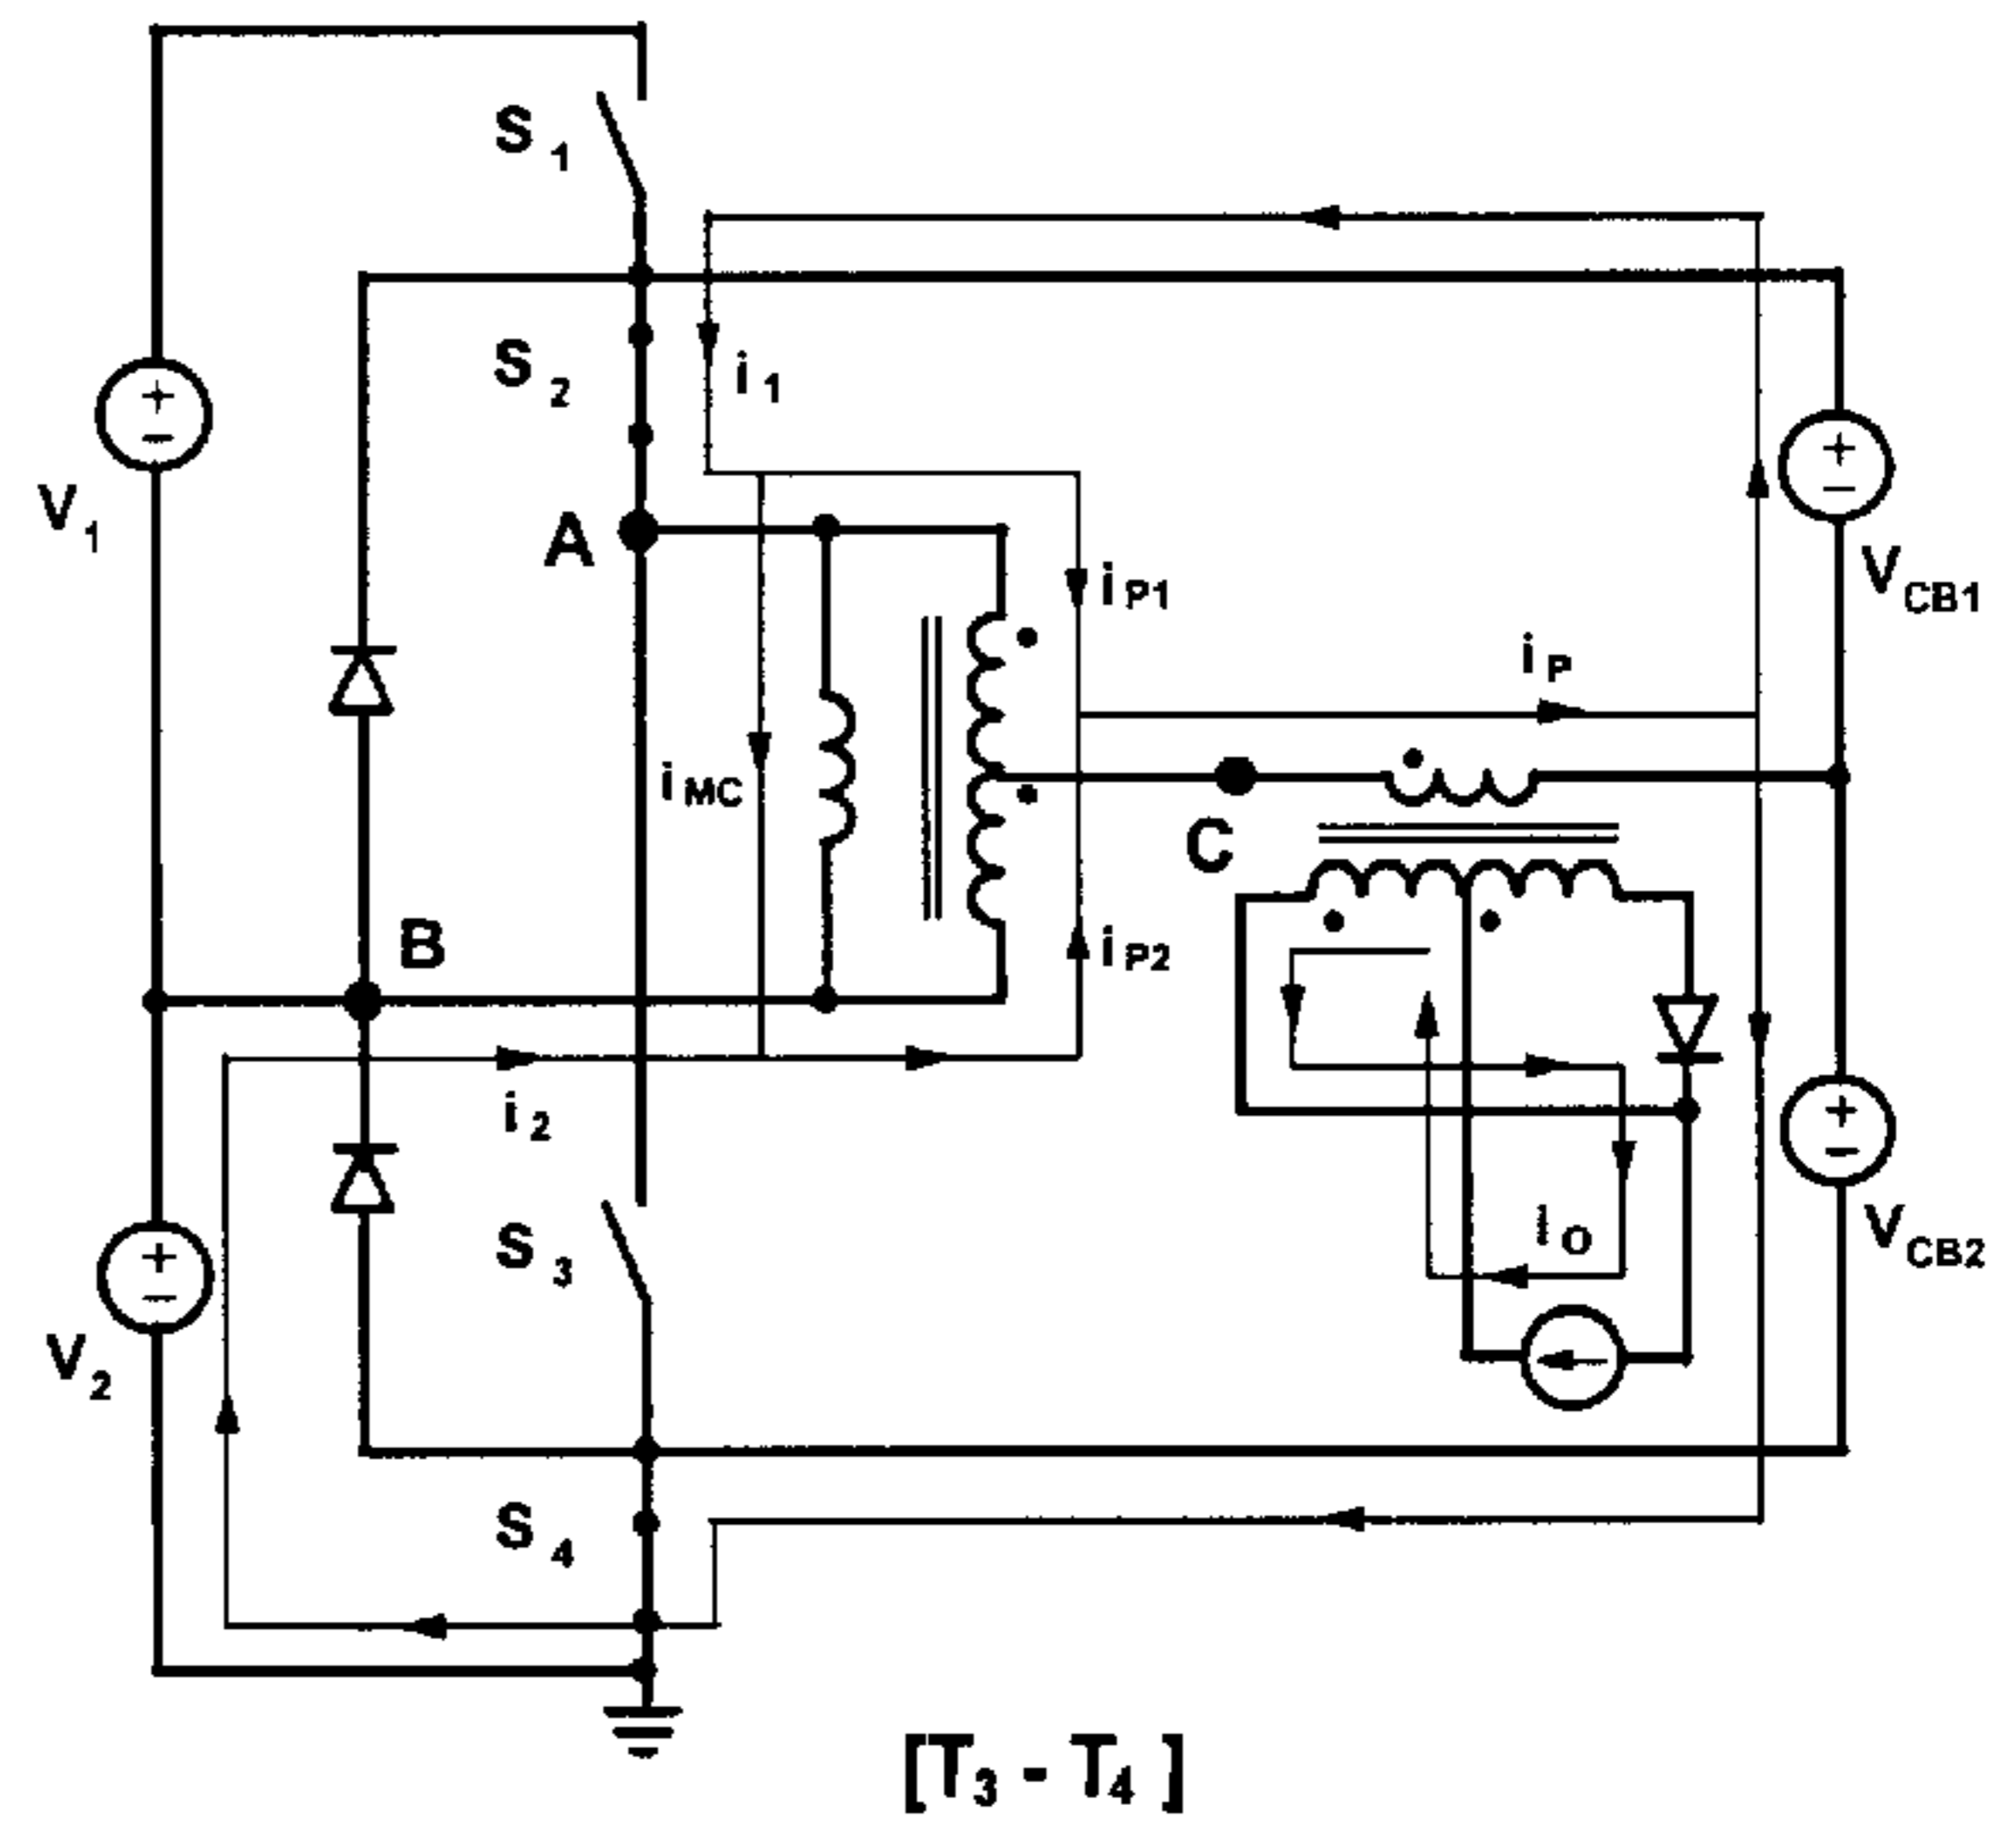 S1
S2
i1
V1
A
VCB1
iP1
iP
iMC
C
B
iP2
i2
iO
S3
VCB2
V2
S4
[T3 - T4]